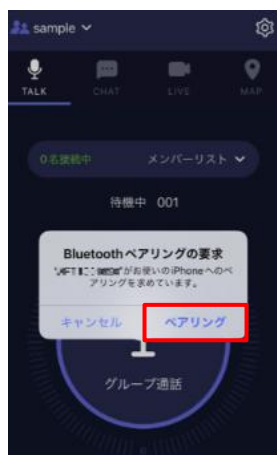 sample
TALK
CHAT
LIVE
MAP
0名接続中
メンバーリスト
待機中 001
Bluetoothペアリングの要求
がお使いのiPhoneへのペ
アリングを求めています。
キャンセル
ペアリング
グループ通話